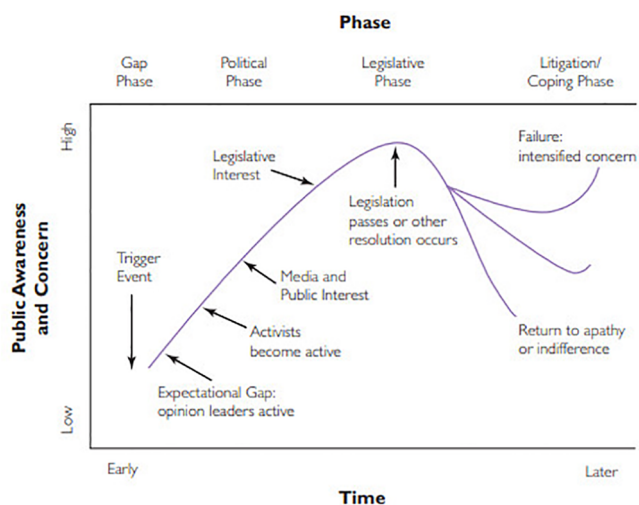 Phase
Gap
Phase
Political
Phase
Legislative
Phase
Litigation/
Coping Phase
Public Awareness
and Concern
High
Low
Failure:
intensified concern
Legislative
Interest
Legislation
passes or other
resolution occurs
Trigger
Event
Media and
Public Interest
Activists
become active
Return to apathy
or indifference
Expectational Gap:
opinion leaders active
Early
Later
Time